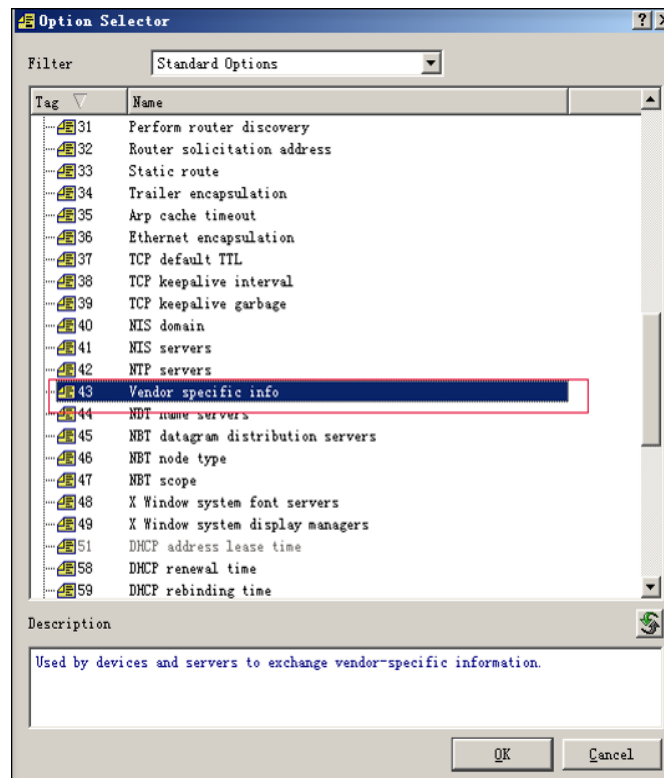 Option Selector
Filter Standard Options
Tag Name
31 Perform router discovery
32 Router solicitation address
33 Static route
34 Trailer encapsulation
35 Arp cache timeout
36 Ethernet encapsulation
37 TCP default TTL
38 TCP keepalive interval
39 TCP keepalive garbage
40 NIS domain
41 NIS servers
42 NTP servers
43 Vendor specific info
44 NBT name servers
45 NBT datagram distribution servers
46 NBT node type
47 NBT scope
48 X Window system font servers
49 X Window system display managers
51 DHCP address lease time
58 DHCP renewal time
59 DHCP rebinding time
Description
Used by devices and servers to exchange vendor-specific information.
OK Cancel